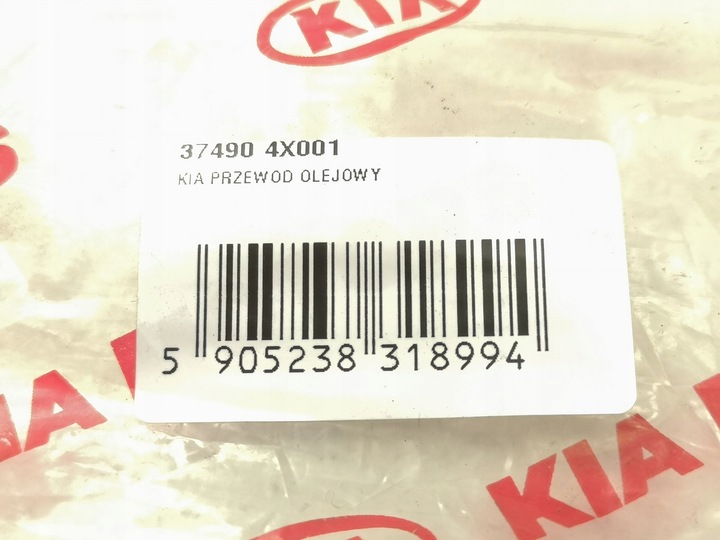 KIA
37490 4X001
KIA PRZEWOD OLEJOWY
5 905238 318994
KIA
KIA